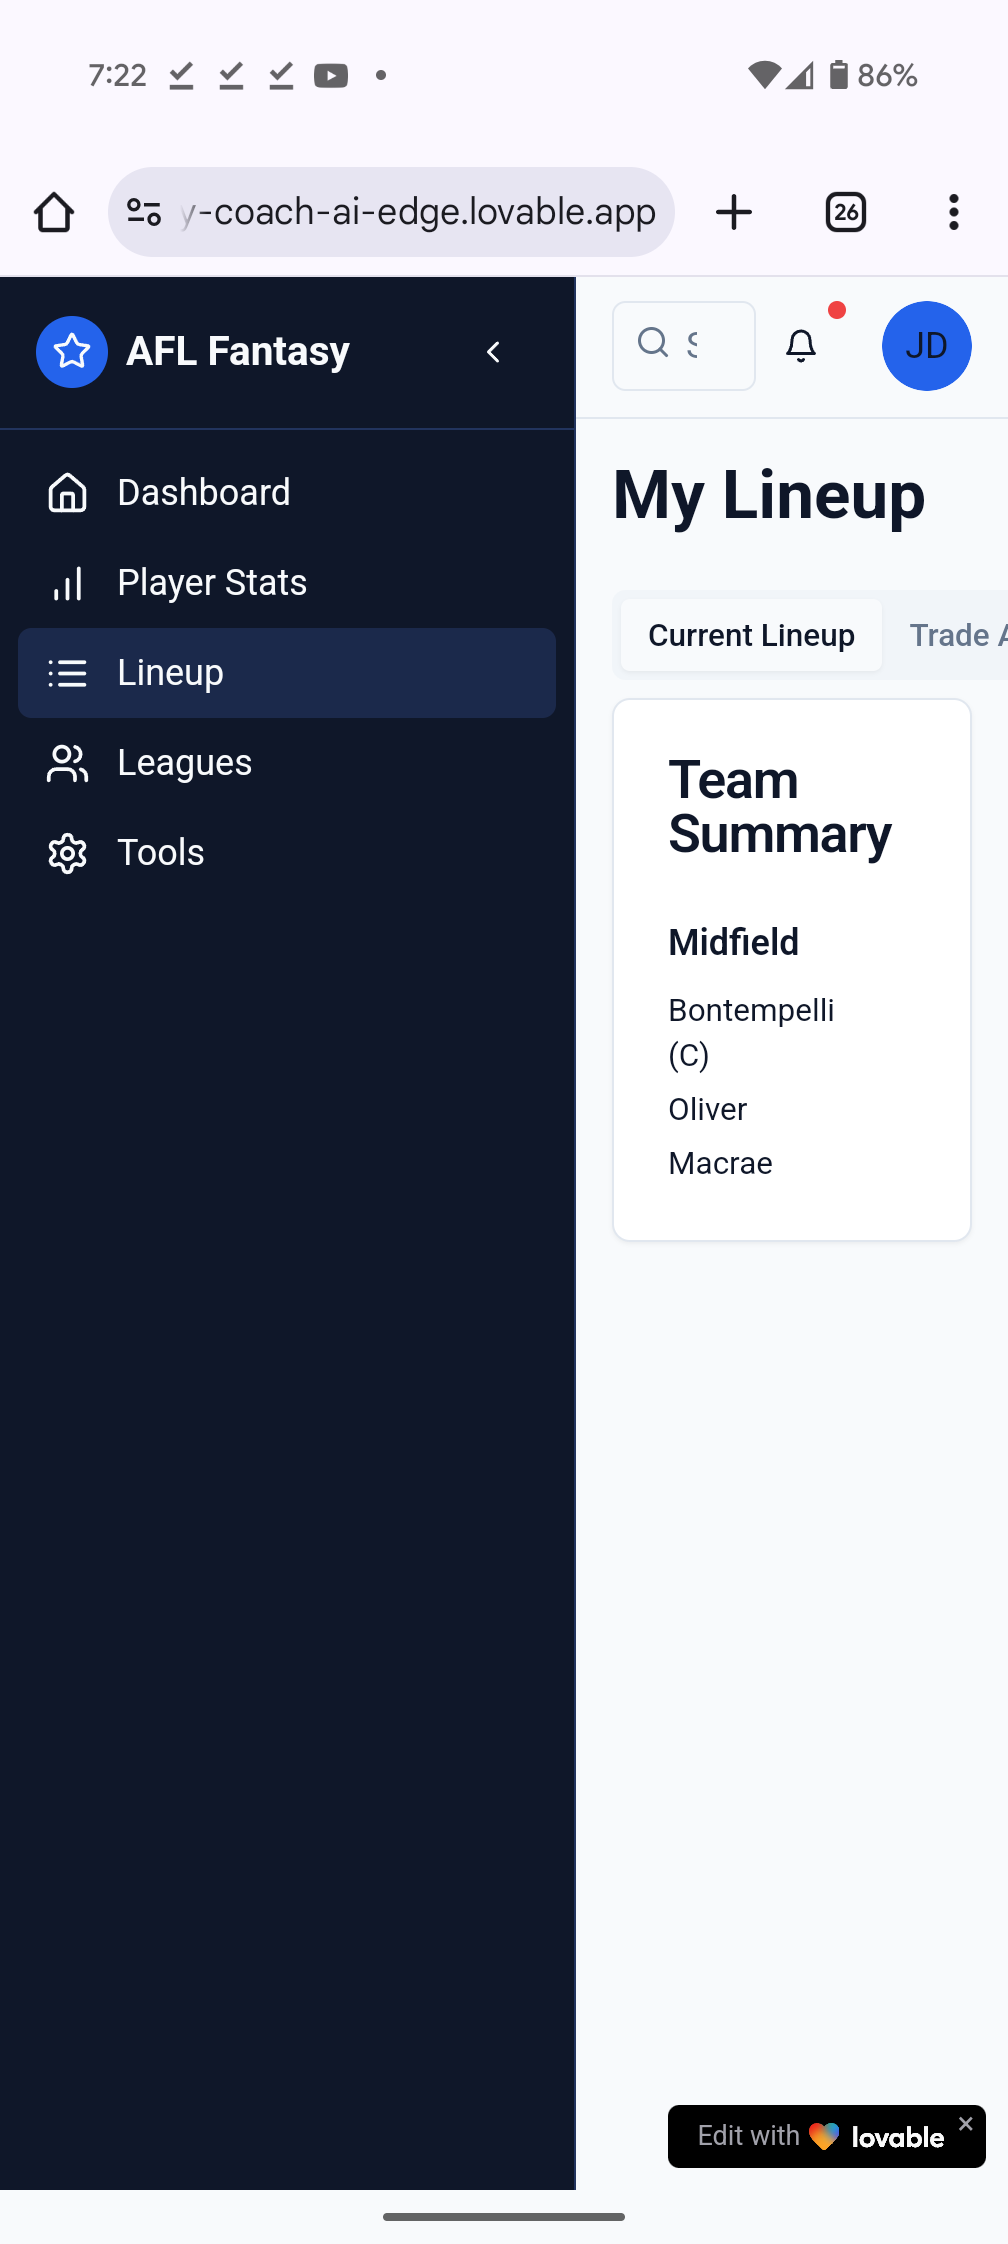 7:22
86%
y-coach-ai-edge.lovable.app
26
AFL Fantasy
JD
Dashboard
Player Stats
Lineup
Leagues
Tools
My Lineup
Current Lineup
Trade A
Team
Summary
Midfield
Bontempelli
(C)
Oliver
Macrae
Edit with lovable